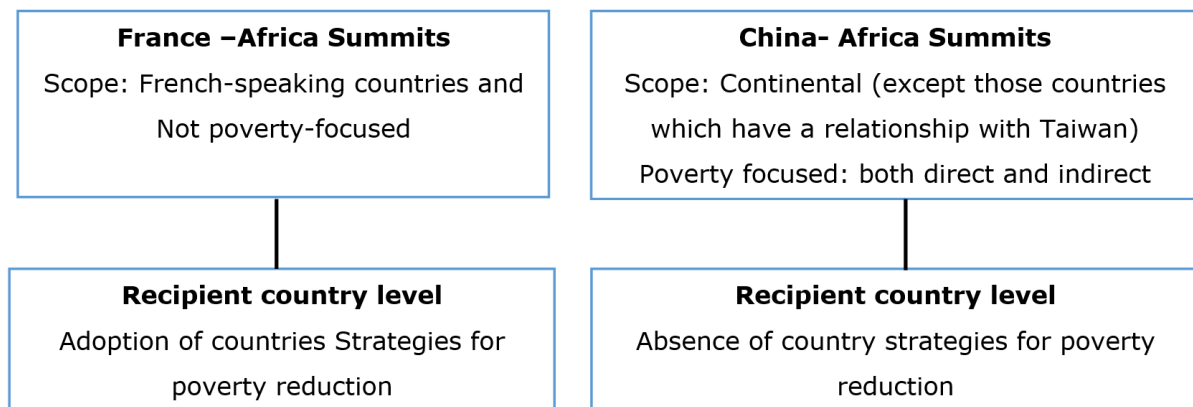 France –Africa Summits
Scope: French-speaking countries and
Not poverty-focused
China- Africa Summits
Scope: Continental (except those countries
which have a relationship with Taiwan)
Poverty focused: both direct and indirect
Recipient country level
Adoption of countries Strategies for
poverty reduction
Recipient country level
Absence of country strategies for poverty
reduction